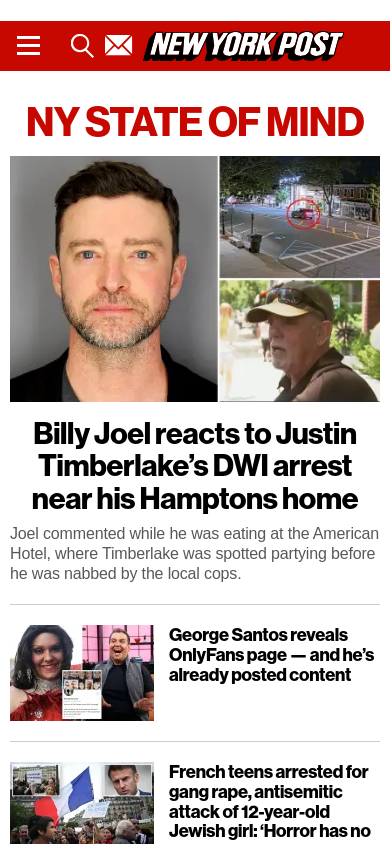 NEW YORK POST
NY STATE OF MIND
Billy Joel reacts to Justin
Timberlake’s DWI arrest
near his Hamptons home
Joel commented while he was eating at the American
Hotel, where Timberlake was spotted partying before
he was nabbed by the local cops.
George Santos reveals
OnlyFans page — and he’s
already posted content
French teens arrested for
gang rape, antisemitic
attack of 12-year-old
Jewish girl: ‘Horror has no